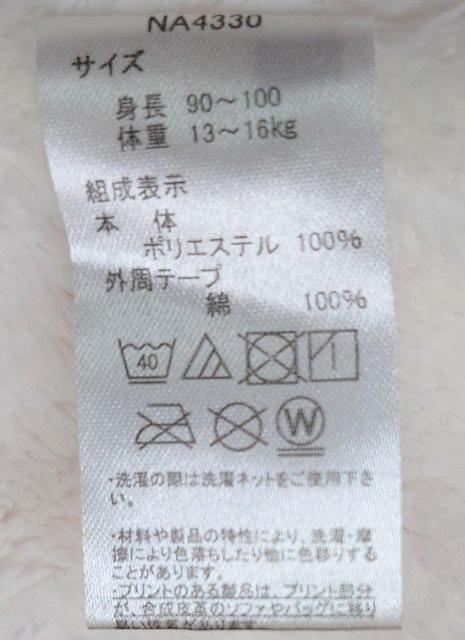 NA4330
サイズ
身長 90～100
体重 13～16kg
組成表示
本 体
ポリエステル 100%
外周テープ
綿 100%
40
W
・洗濯の際は洗濯ネットをご使用下さ
い。
・材料や製品の特性により、洗濯・摩
擦により色落ちしたり他に色移りする
ことがあります。
・プリントのある製品は、プリント部分
が、合成皮革のソファやバッグに移り